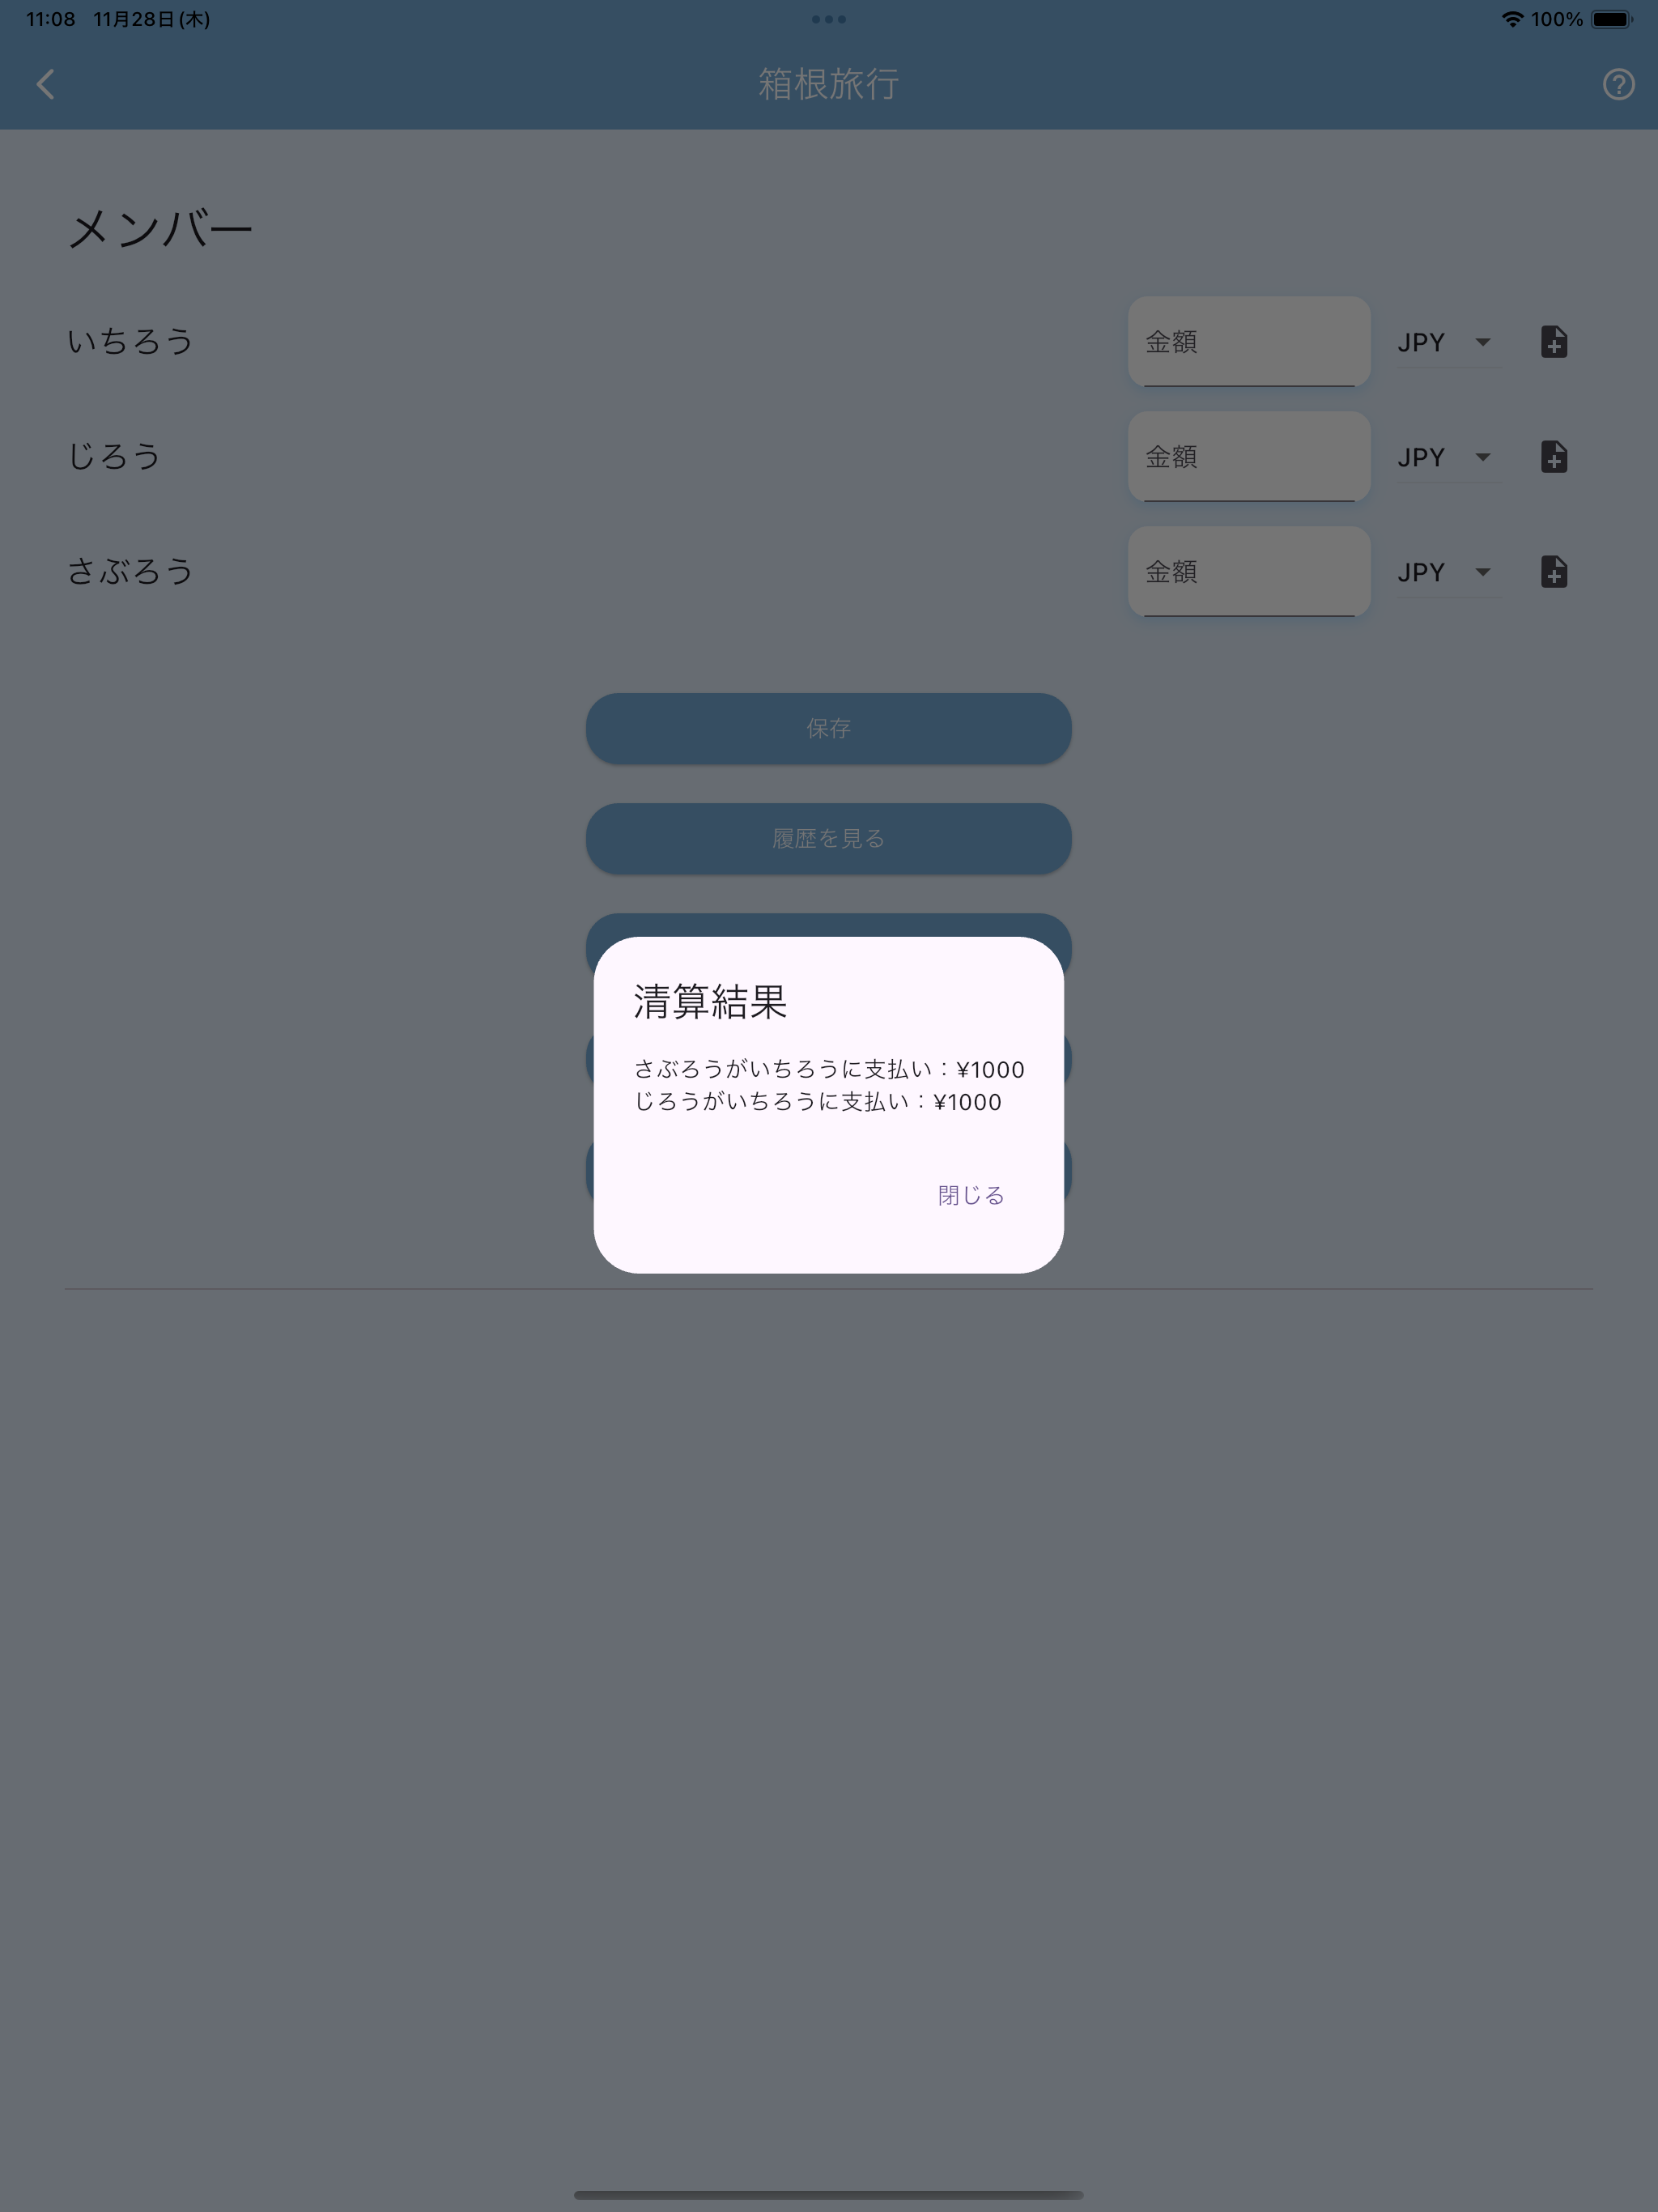 11:08 11月28日(木) 100%
箱根旅行
メンバー
いちろう 金額 JPY
じろう 金額 JPY
さぶろう 金額 JPY
保存
履歴を見る
清算結果
さぶろうがいちろうに支払い：¥1000
じろうがいちろうに支払い：¥1000
閉じる